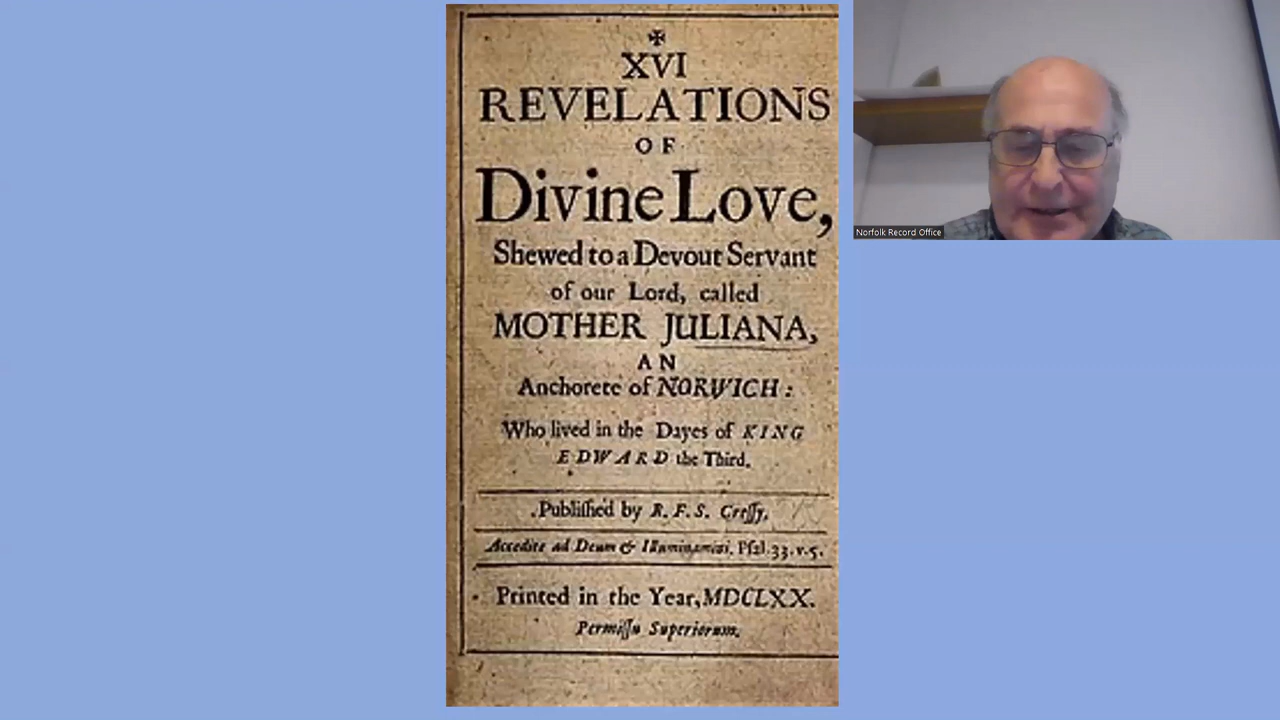 XVI
REVELATIONS
OF
Divine Love,
Shewed to a Devout Servant
of our Lord, called
MOTHER JULIANA,
AN
Anchorete of NORWICH:
Who lived in the Dayes of KING
EDWARD the Third.
Published by R. F. S. Cressy.
Accedite ad Deum & Illuminamini. Psal. 33. v. 5.
Printed in the Year, MDCLXX.
Permissu Superiorum.
Norfolk Record Office